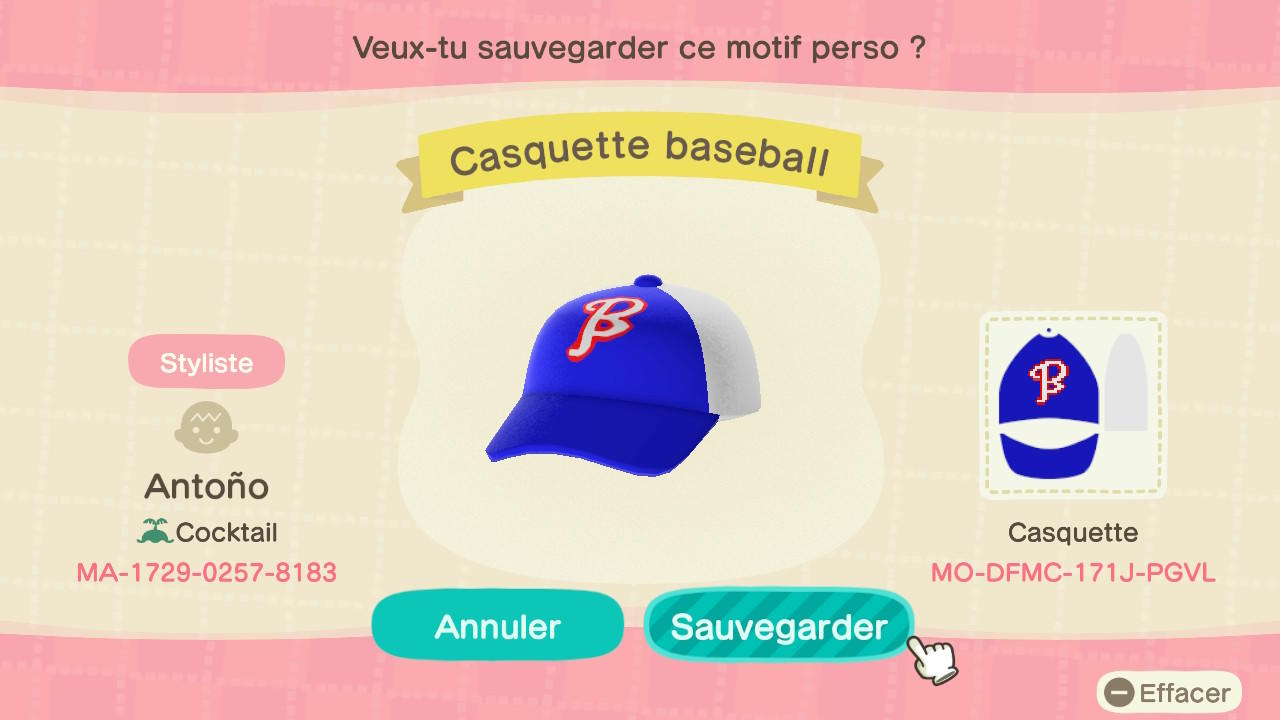 Veux-tu sauvegarder ce motif perso ?
Casquette baseball
B
Styliste
Antoño
Cocktail
MA-1729-0257-8183
B
Casquette
MO-DFMC-171J-PGVL
Annuler
Sauvegarder
Effacer